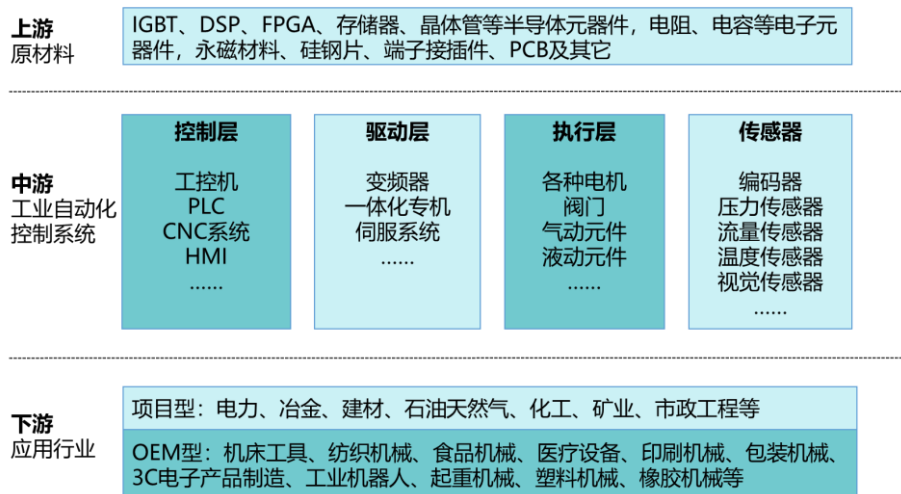 上游
原材料
IGBT、DSP、FPGA、存储器、晶体管等半导体元器件，电阻、电容等电子元
器件，永磁材料、硅钢片、端子接插件、PCB及其它
中游
工业自动化
控制系统
控制层
工控机
PLC
CNC系统
HMI
……
驱动层
变频器
一体化专机
伺服系统
……
执行层
各种电机
阀门
气动元件
液动元件
……
传感器
编码器
压力传感器
流量传感器
温度传感器
视觉传感器
……
下游
应用行业
项目型：电力、冶金、建材、石油天然气、化工、矿业、市政工程等
OEM型：机床工具、纺织机械、食品机械、医疗设备、印刷机械、包装机械、
3C电子产品制造、工业机器人、起重机械、塑料机械、橡胶机械等